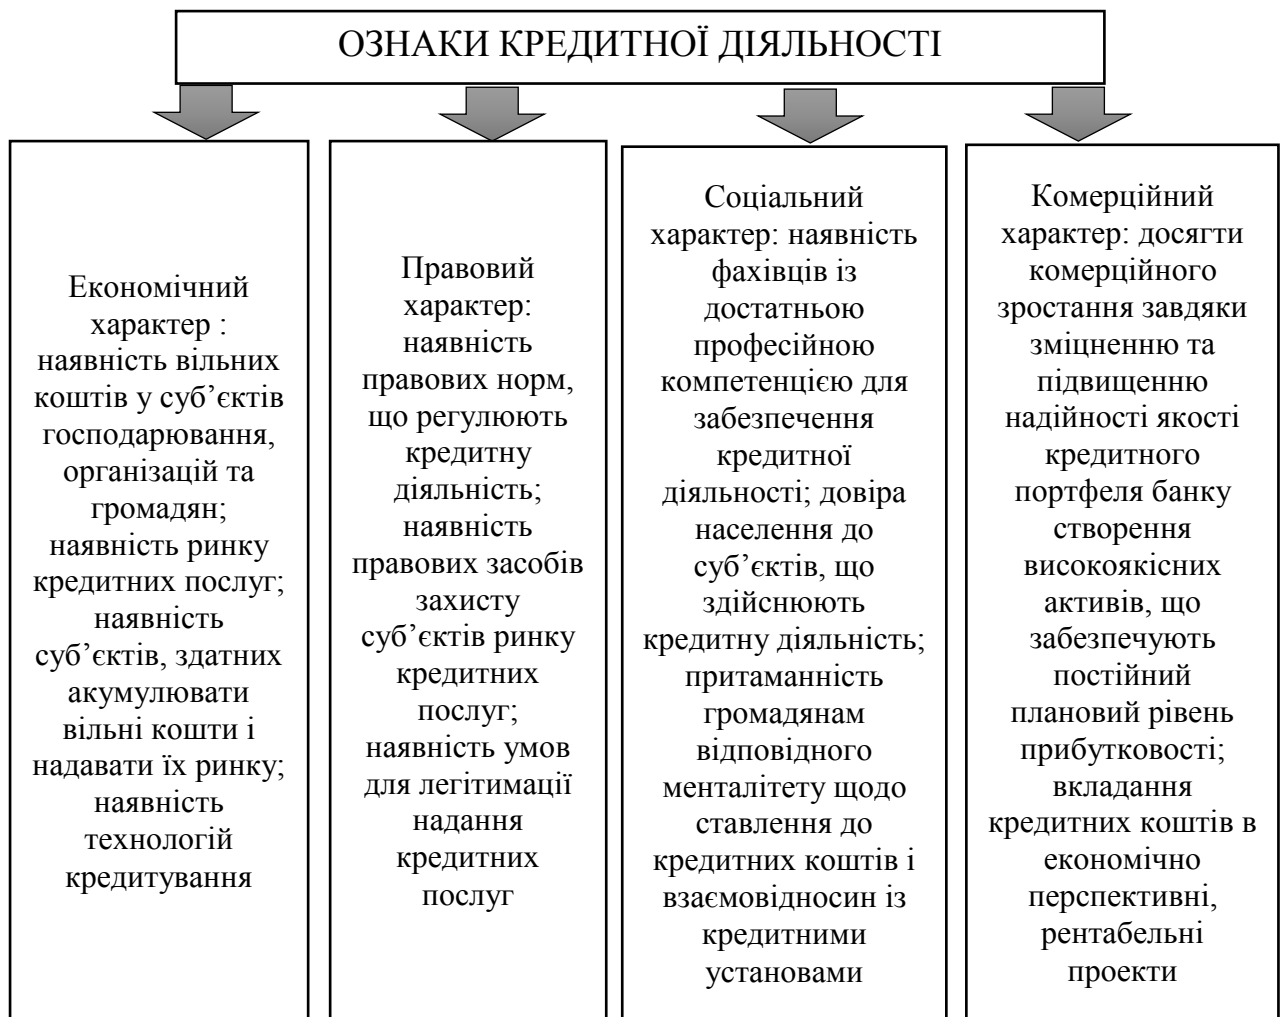 ОЗНАКИ КРЕДИТНОЇ ДІЯЛЬНОСТІ
Економічний
характер :
наявність вільних
коштів у суб’єктів
господарювання,
організацій та
громадян;
наявність ринку
кредитних послуг;
наявність
суб’єктів, здатних
акумулювати
вільні кошти і
надавати їх ринку;
наявність
технологій
кредитування
Правовий
характер:
наявність
правових норм,
що регулюють
кредитну
діяльність;
наявність
правових засобів
захисту
суб’єктів ринку
кредитних
послуг;
наявність умов
для легітимації
надання
кредитних
послуг
Соціальний
характер: наявність
фахівців із
достатньою
професійною
компетенцією для
забезпечення
кредитної
діяльності; довіра
населення до
суб’єктів, що
здійснюють
кредитну діяльність;
притаманність
громадянам
відповідного
менталітету щодо
ставлення до
кредитних коштів і
взаємовідносин із
кредитними
установами
Комерційний
характер: досягти
комерційного
зростання завдяки
зміцненню та
підвищенню
надійності якості
кредитного
портфеля банку
створення
високоякісних
активів, що
забезпечують
постійний
плановий рівень
прибутковості;
вкладання
кредитних коштів в
економічно
перспективні,
рентабельні
проекти